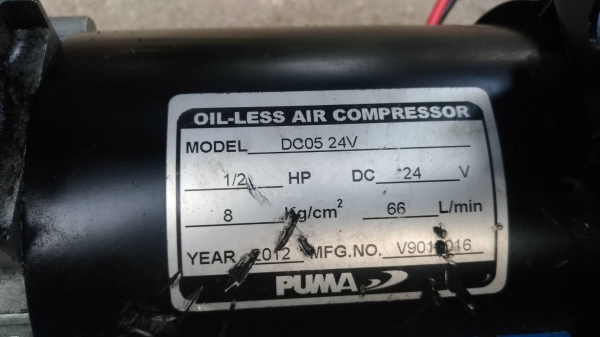 OIL-LESS AIR COMPRESSOR
MODEL DC05 24V
1/2 HP DC 24 V
8 Kg/cm² 66 L/min
YEAR 2012 MFG.NO.
PUMA